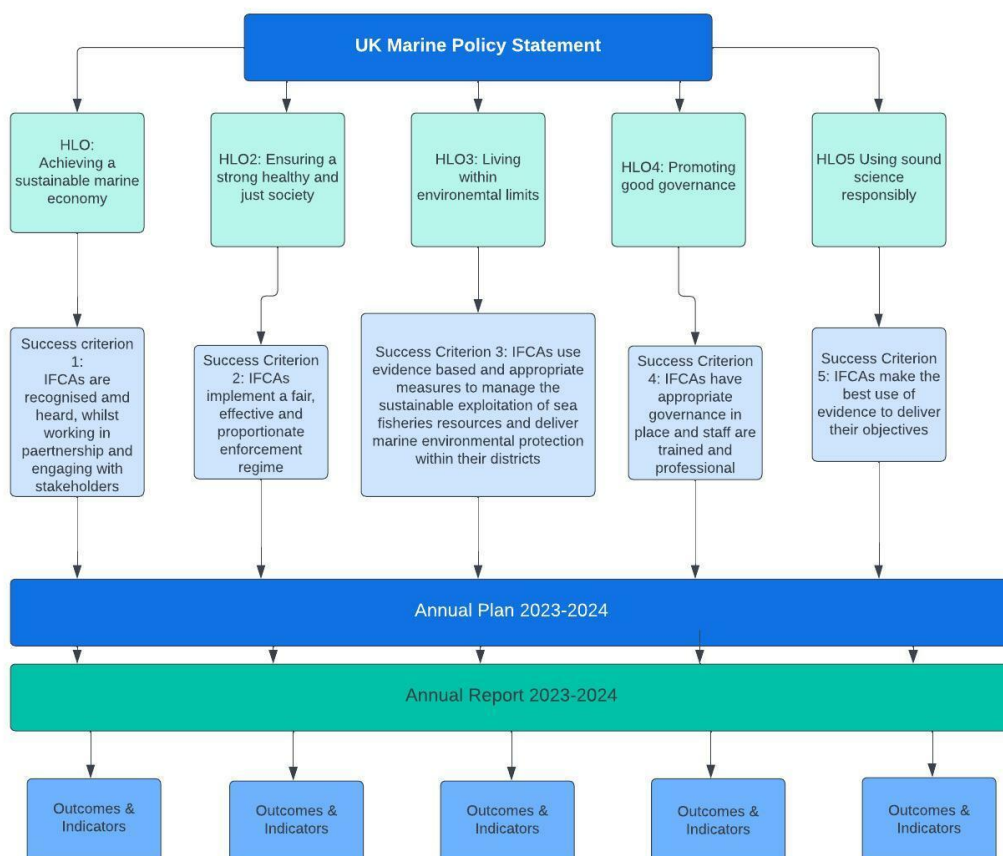 UK Marine Policy Statement
HLO:
Achieving a
sustainable marine
economy
HLO2: Ensuring a
strong healthy and
just society
HLO3: Living
within
environemtal limits
HLO4: Promoting
good governance
HLO5 Using sound
science
responsibly
Success criterion
1:
IFCAs are
recognised amd
heard, whilst
working in
paertnership and
engaging with
stakeholders
Success Criterion
2: IFCAs
implement a fair,
effective and
proportionate
enforcement
regime
Success Criterion 3: IFCAs use
evidence based and appropriate
measures to manage the
sustainable exploitation of sea
fisheries resources and deliver
marine environmental protection
within their districts
Success Criterion
4: IFCAs have
appropriate
governance in
place and staff are
trained and
professional
Success Criterion
5: IFCAs make the
best use of
evidence to deliver
their objectives
Annual Plan 2023-2024
Annual Report 2023-2024
Outcomes &
Indicators
Outcomes &
Indicators
Outcomes &
Indicators
Outcomes &
Indicators
Outcomes &
Indicators